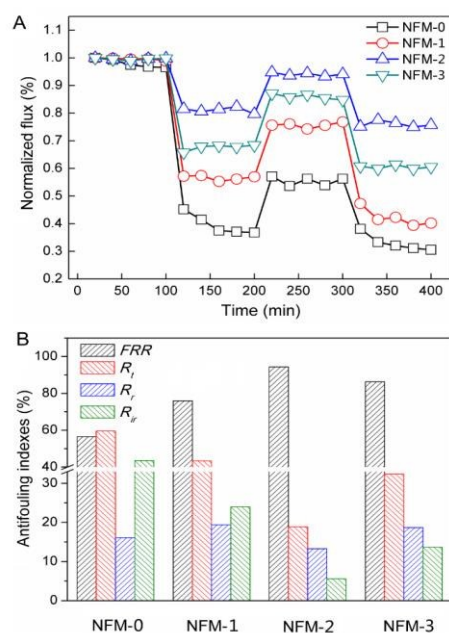 A
1.1
1.0
0.9
0.8
0.7
0.6
0.5
0.4
0.3
0.2
Normalized flux (%)
NFM-0
NFM-1
NFM-2
NFM-3
0 50 100 150 200 250 300 350 400
Time (min)
B
100
80
60
40
30
20
10
0
Antifouling indexes (%)
FRR
Rt
Rr
Rir
NFM-0 NFM-1 NFM-2 NFM-3